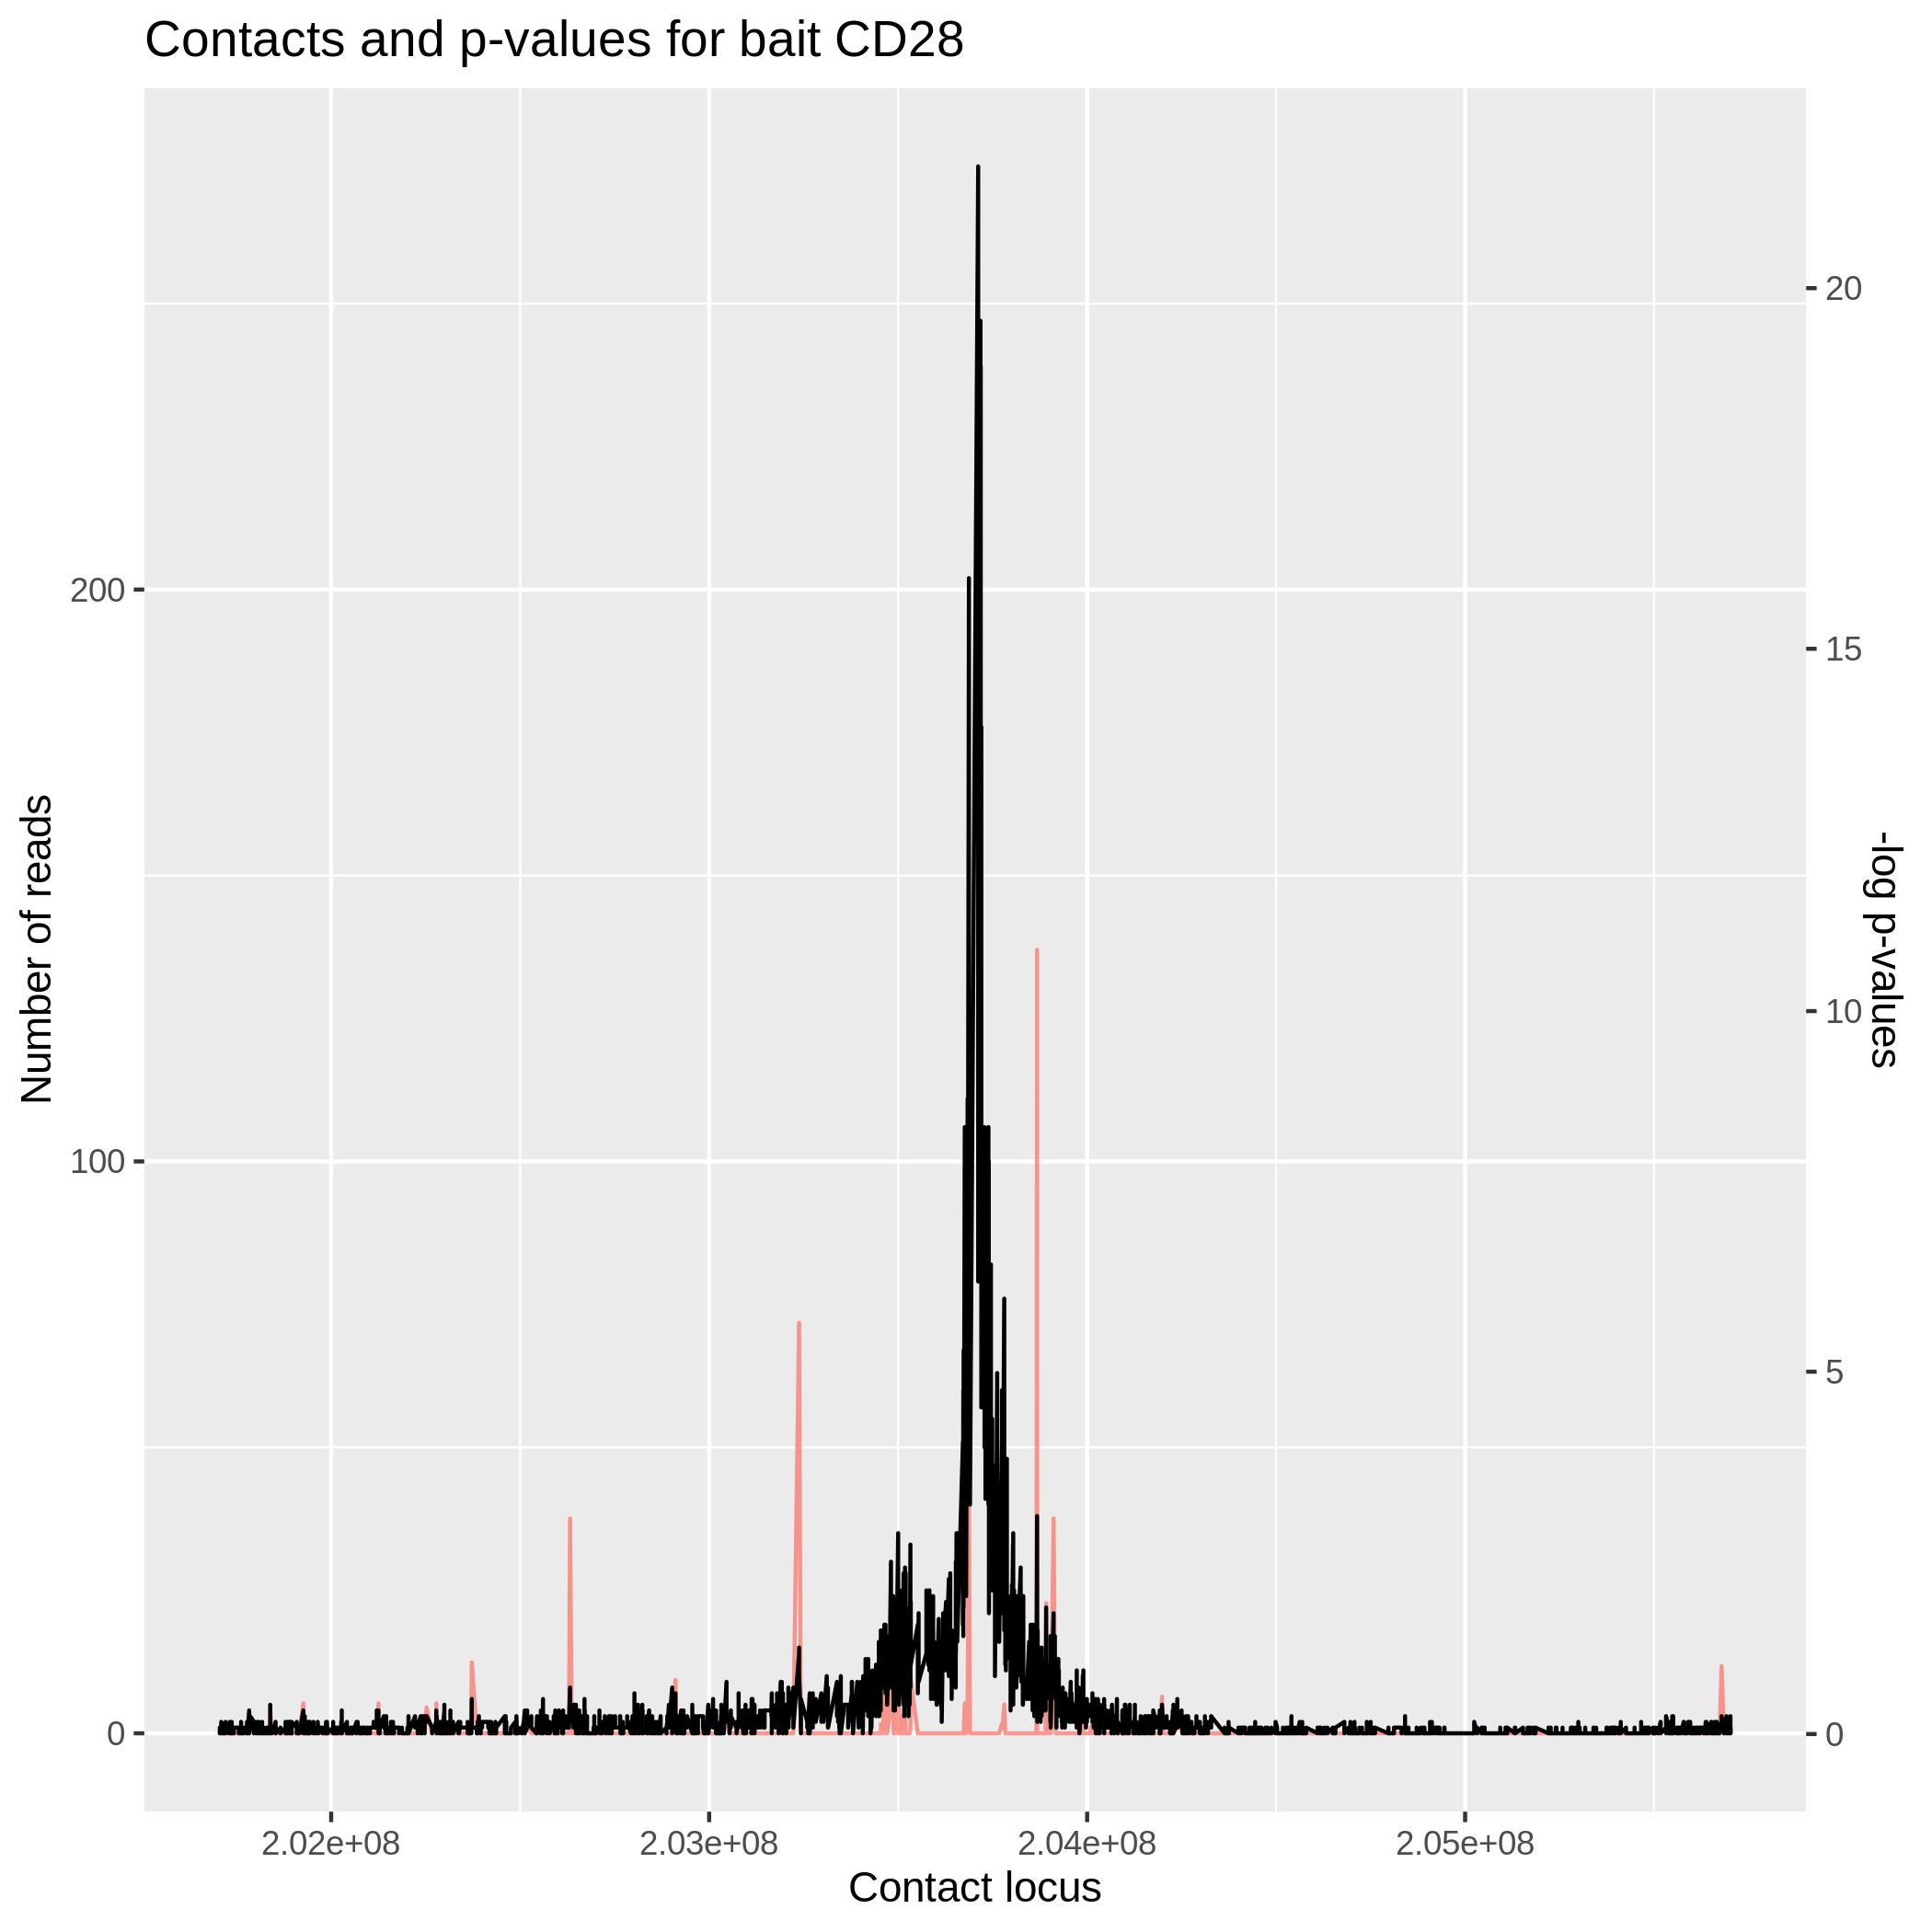 Contacts and p-values for bait CD28
Number of reads
200
100
0
20
15
10
5
0
-log p-values
2.02e+08
2.03e+08
2.04e+08
2.05e+08
Contact locus